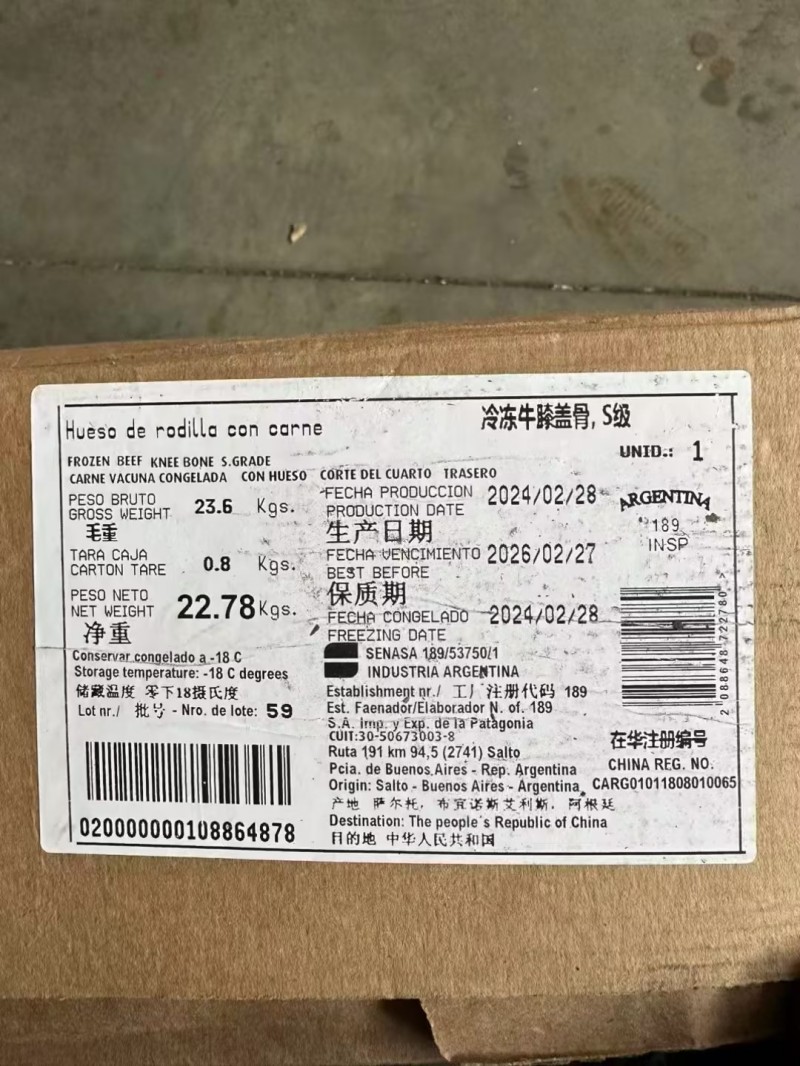 Hueso de rodilla con carne
冷冻牛膝盖骨, S级
FROZEN BEEF KNEE BONE S.GRADE
UNID.: 1
CARNE VACUNA CONGELADA CON HUESO CORTE DEL CUARTO TRASERO
PESO BRUTO
GROSS WEIGHT 23.6 Kgs.
毛重
FECHA PRODUCCION
PRODUCTION DATE 2024/02/28
生产日期
ARGENTINA
189
INSP
TARA CAJA
CARTON TARE 0.8 Kgs.
FECHA VENCIMIENTO
BEST BEFORE 2026/02/27
保质期
PESO NETO
NET WEIGHT 22.78 Kgs.
净重
FECHA CONGELADO
FREEZING DATE 2024/02/28
Conservar congelado a -18 C
Storage temperature: -18 C degrees
储藏温度 零下18摄氏度
Lot nr./ 批号 - Nro. de lote: 59
020000000108864878
SENASA 189/53750/1
INDUSTRIA ARGENTINA
Establishment nr./ 工厂注册代码 189
Est. Faenador/Elaborador N. of. 189
S.A. Imp. y Exp. de la Patagonia
CUIT:30-50673003-8
Ruta 191 km 94,5 (2741) Salto
Pcia. de Buenos Aires - Rep. Argentina
Origin: Salto - Buenos Aires - Argentina
产地 萨尔托, 布宜诺斯艾利斯, 阿根廷
Destination: The people's Republic of China
目的地 中华人民共和国
2 088648 722780 >
在华注册编号
CHINA REG. NO.
CARG01011808010065